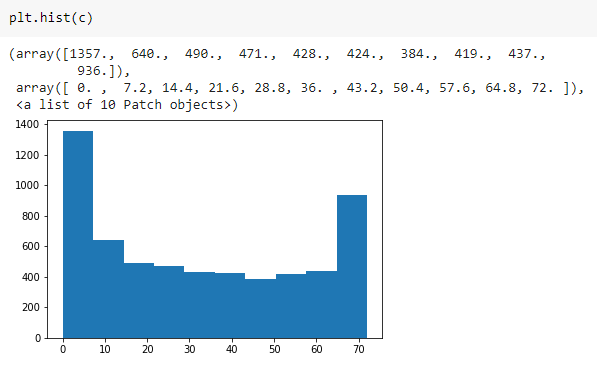 plt.hist(c)
(array([1357.,  640.,  490.,  471.,  428.,  424.,  384.,  419.,  437.,
         936.]),
 array([ 0. ,  7.2, 14.4, 21.6, 28.8, 36. , 43.2, 50.4, 57.6, 64.8, 72. ]),
 <a list of 10 Patch objects>)
1400
1200
1000
800
600
400
200
0
0 10 20 30 40 50 60 70